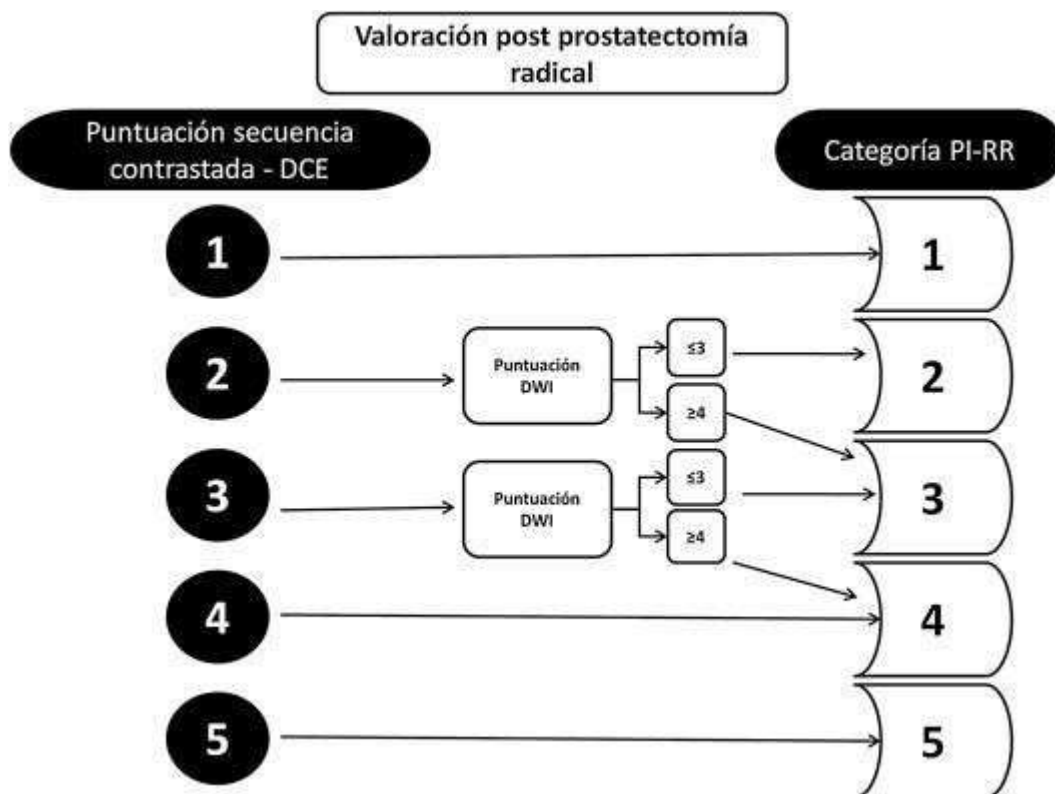 Valoración post prostatectomía
radical
Puntuación secuencia
contrastada - DCE
Categoría PI-RR
1
1
2
Puntuación
DWI
≤3
≥4
2
3
Puntuación
DWI
≤3
≥4
3
4
4
5
5